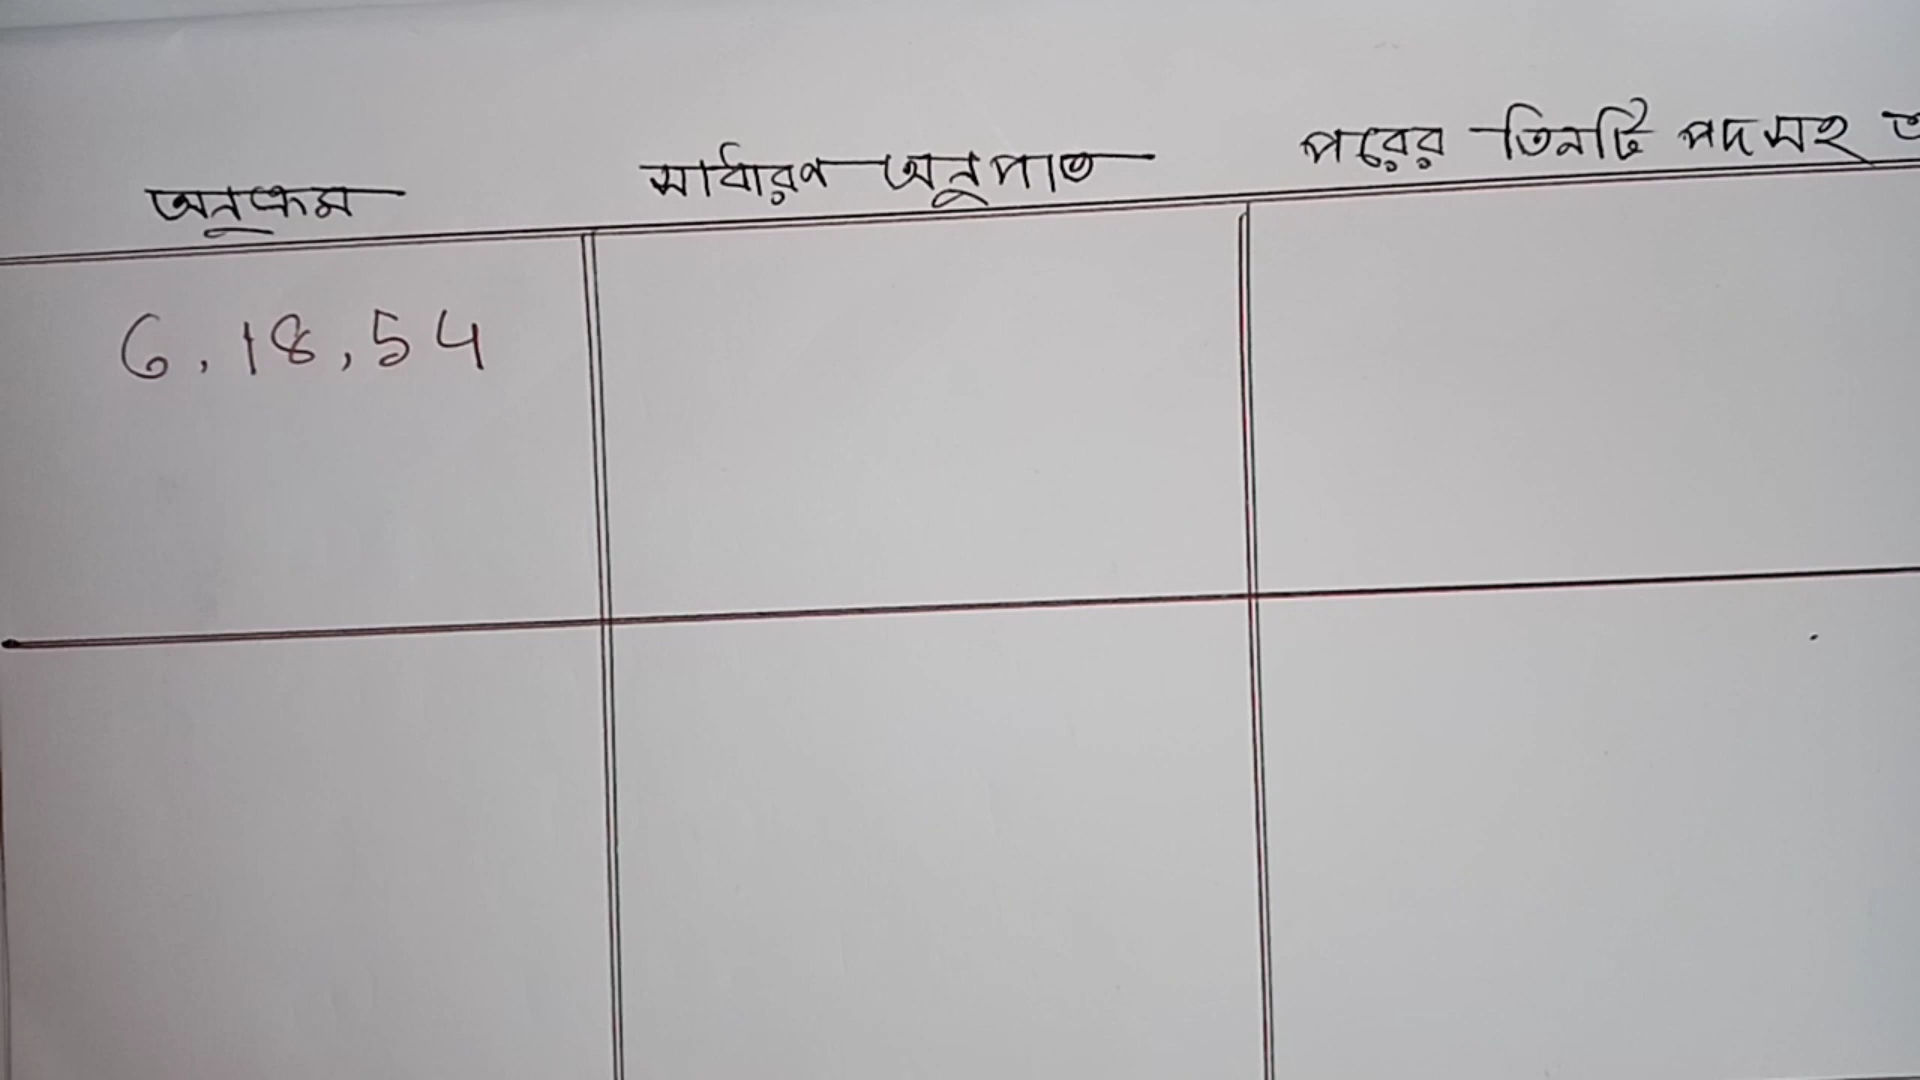 অনুক্রম সাধারণ অনুপাত পরের তিনটি পদসহ
6, 18, 54